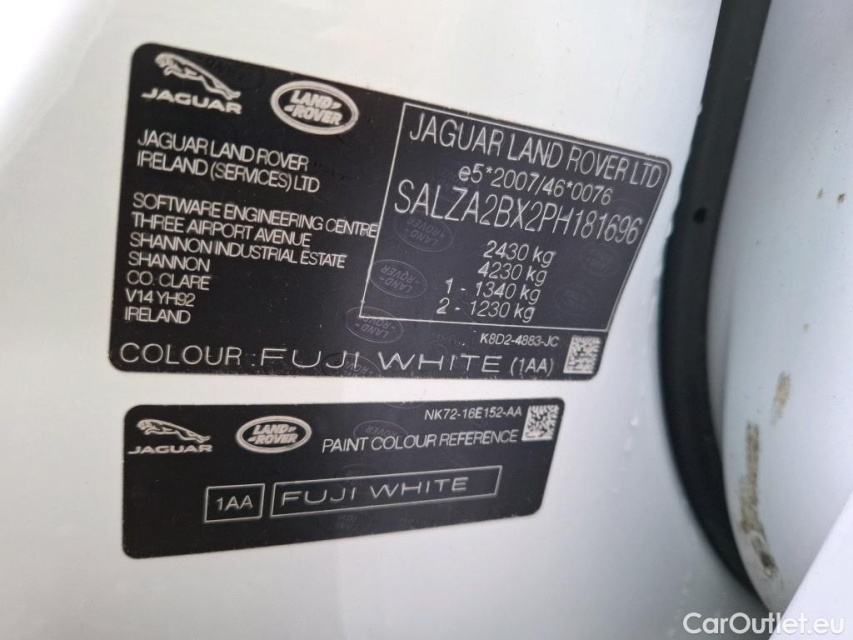 JAGUAR
LAND ROVER
JAGUAR LAND ROVER
IRELAND (SERVICES) LTD
SOFTWARE ENGINEERING CENTRE
THREE AIRPORT AVENUE
SHANNON INDUSTRIAL ESTATE
SHANNON
CO. CLARE
V14 YH92
IRELAND
JAGUAR LAND ROVER LTD
e5*2007/46*0076
SALZA2BX2PH181696
2430 kg
4230 kg
1 - 1340 kg
2 - 1230 kg
K8D2-4883-JC
COLOUR : FUJI WHITE (1AA)
JAGUAR
LAND ROVER
NK72-16E152-AA
PAINT COLOUR REFERENCE
1AA
FUJI WHITE
CarOutlet.eu